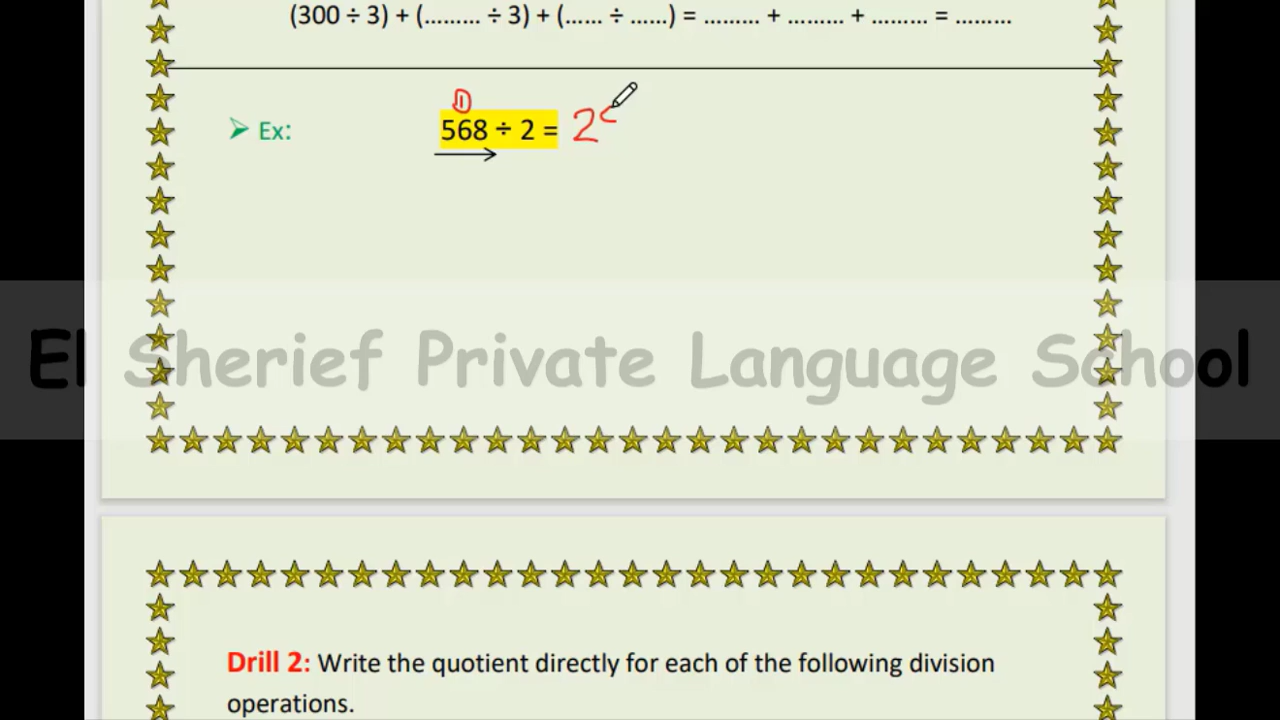 (300 ÷ 3) + (......... ÷ 3) + (...... ÷ ......) = ......... + ......... + ......... = .........
1
➢ Ex: 568 ÷ 2 = 2
El Sherief Private Language School
Drill 2: Write the quotient directly for each of the following division
operations.